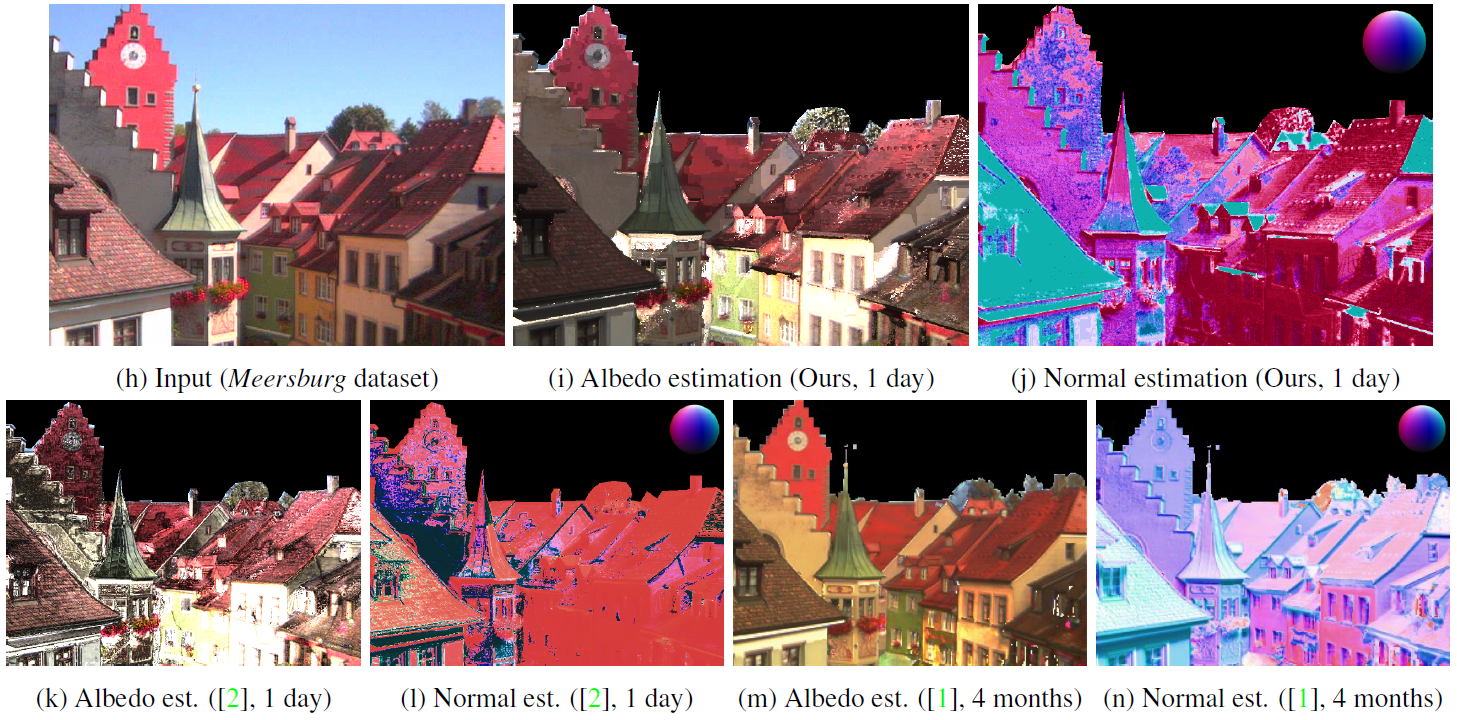 (h) Input (Meersburg dataset)
(i) Albedo estimation (Ours, 1 day)
(j) Normal estimation (Ours, 1 day)
(k) Albedo est. ([2], 1 day)
(l) Normal est. ([2], 1 day)
(m) Albedo est. ([1], 4 months)
(n) Normal est. ([1], 4 months)